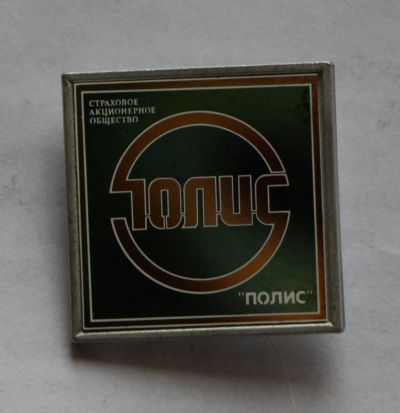 СТРАХОВОЕ
АКЦИОНЕРНОЕ
ОБЩЕСТВО
ПОЛИС
"ПОЛИС"